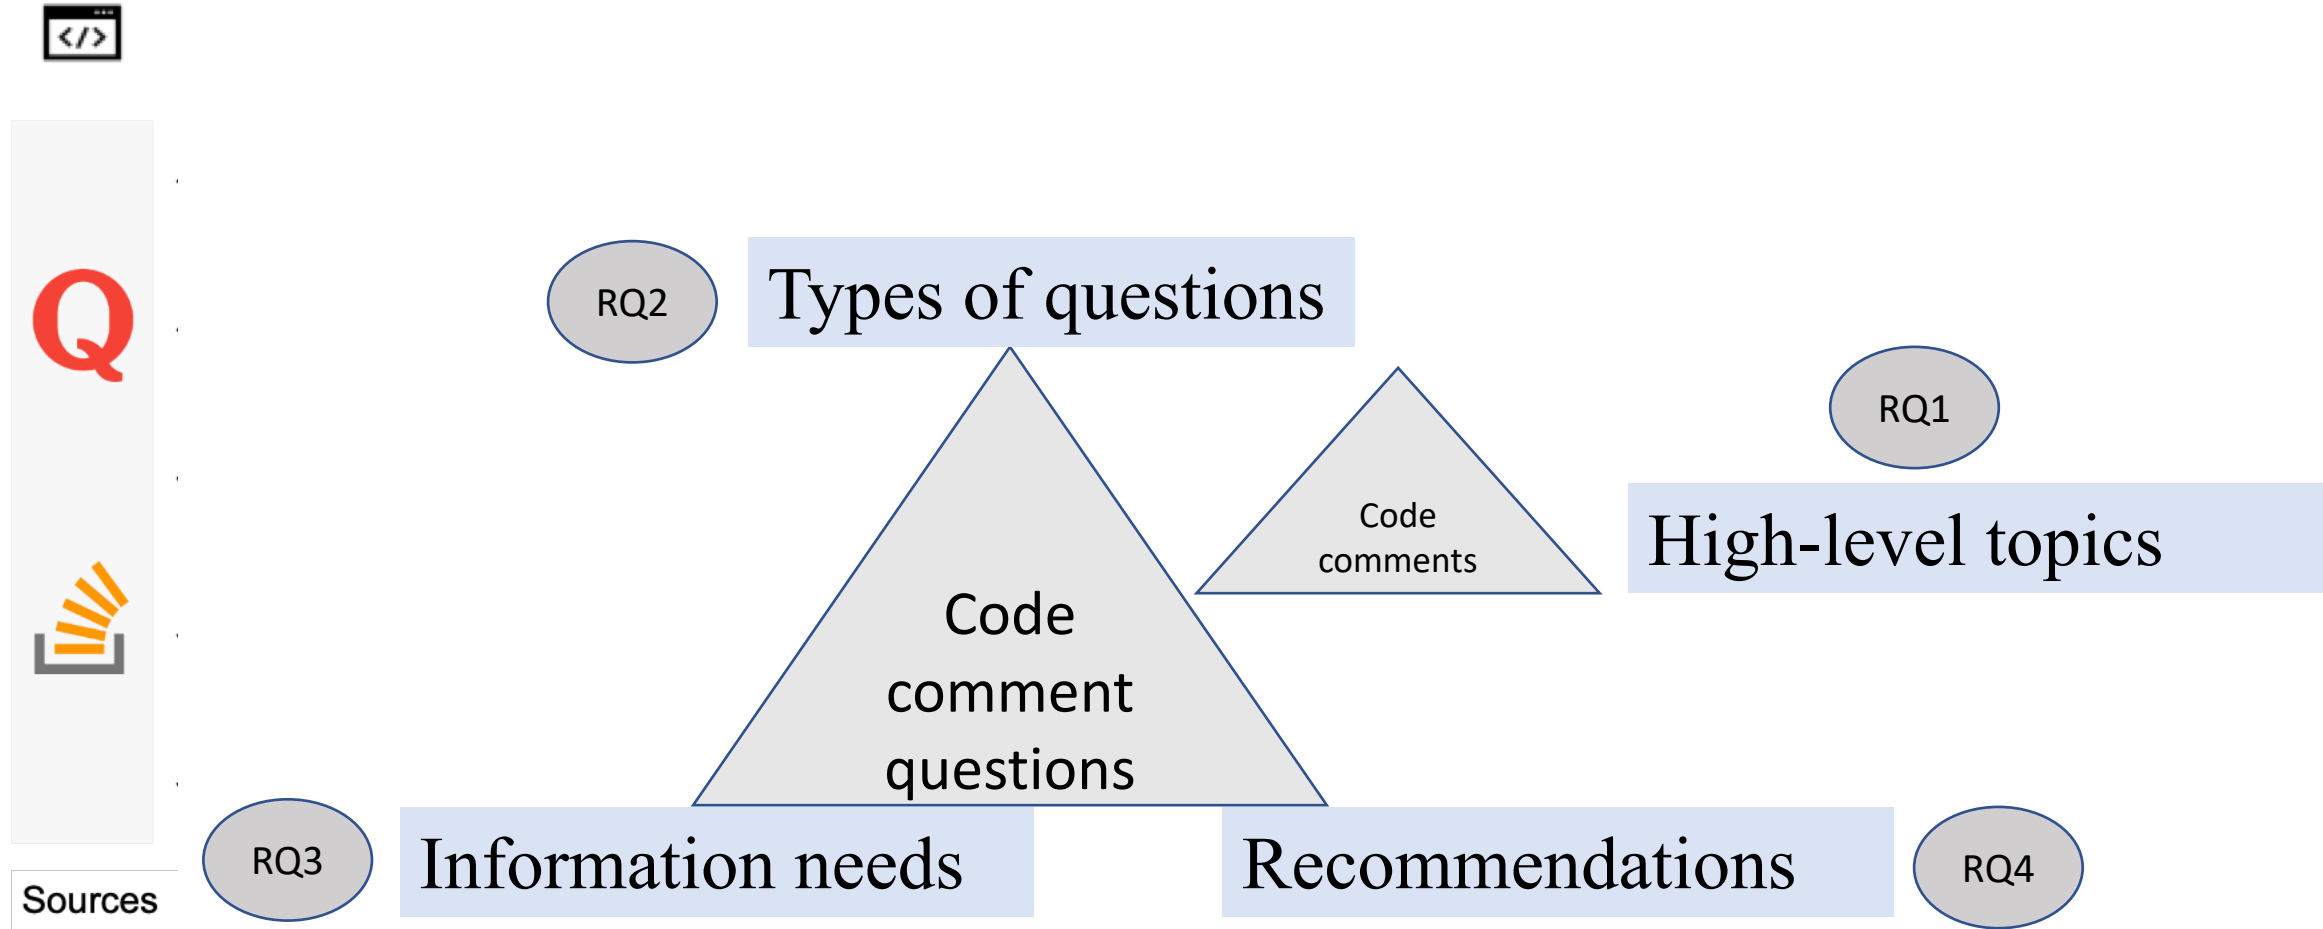 </>
RQ2
Types of questions
RQ1
Code
comments
High-level topics
Code
comment
questions
RQ3
Information needs
Recommendations
RQ4
Sources